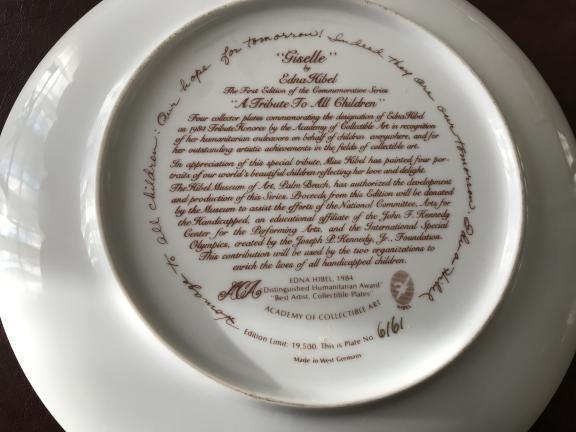 Homage to all children: Our hope for tomorrow! Indeed they are our tomorrow. Edna Hibel
"Giselle"
by
Edna Hibel
The First Edition of the Commemorative Series
"A Tribute To All Children"
Four collector plates commemorating the designation of Edna Hibel
as 1984 Tribute Honoree by the Academy of Collectible Art in recognition
of her humanitarian endeavors on behalf of children everywhere, and for
her outstanding artistic achievements in the fields of collectible art.
In appreciation of this special tribute, Miss Hibel has painted four por-
traits of our world's beautiful children reflecting her love and delight.
The Hibel Museum of Art, Palm Beach, has authorized the development
and production of this Series. Proceeds from this Edition will be donated
by the Museum to assist the efforts of the National Committee, Arts for
the Handicapped, an educational affiliate of the John F. Kennedy
Center for the Performing Arts, and the International Special
Olympics, created by the Joseph P. Kennedy, Jr., Foundation.
This contribution will be used by the two organizations to
enrich the lives of all handicapped children.
EDNA HIBEL, 1984
ACA Distinguished Humanitarian Award
"Best Artist, Collectible Plates"
ACADEMY OF COLLECTIBLE ART
HIBEL
Edition Limit: 19,500. This is Plate No. 6161
Made in West Germany